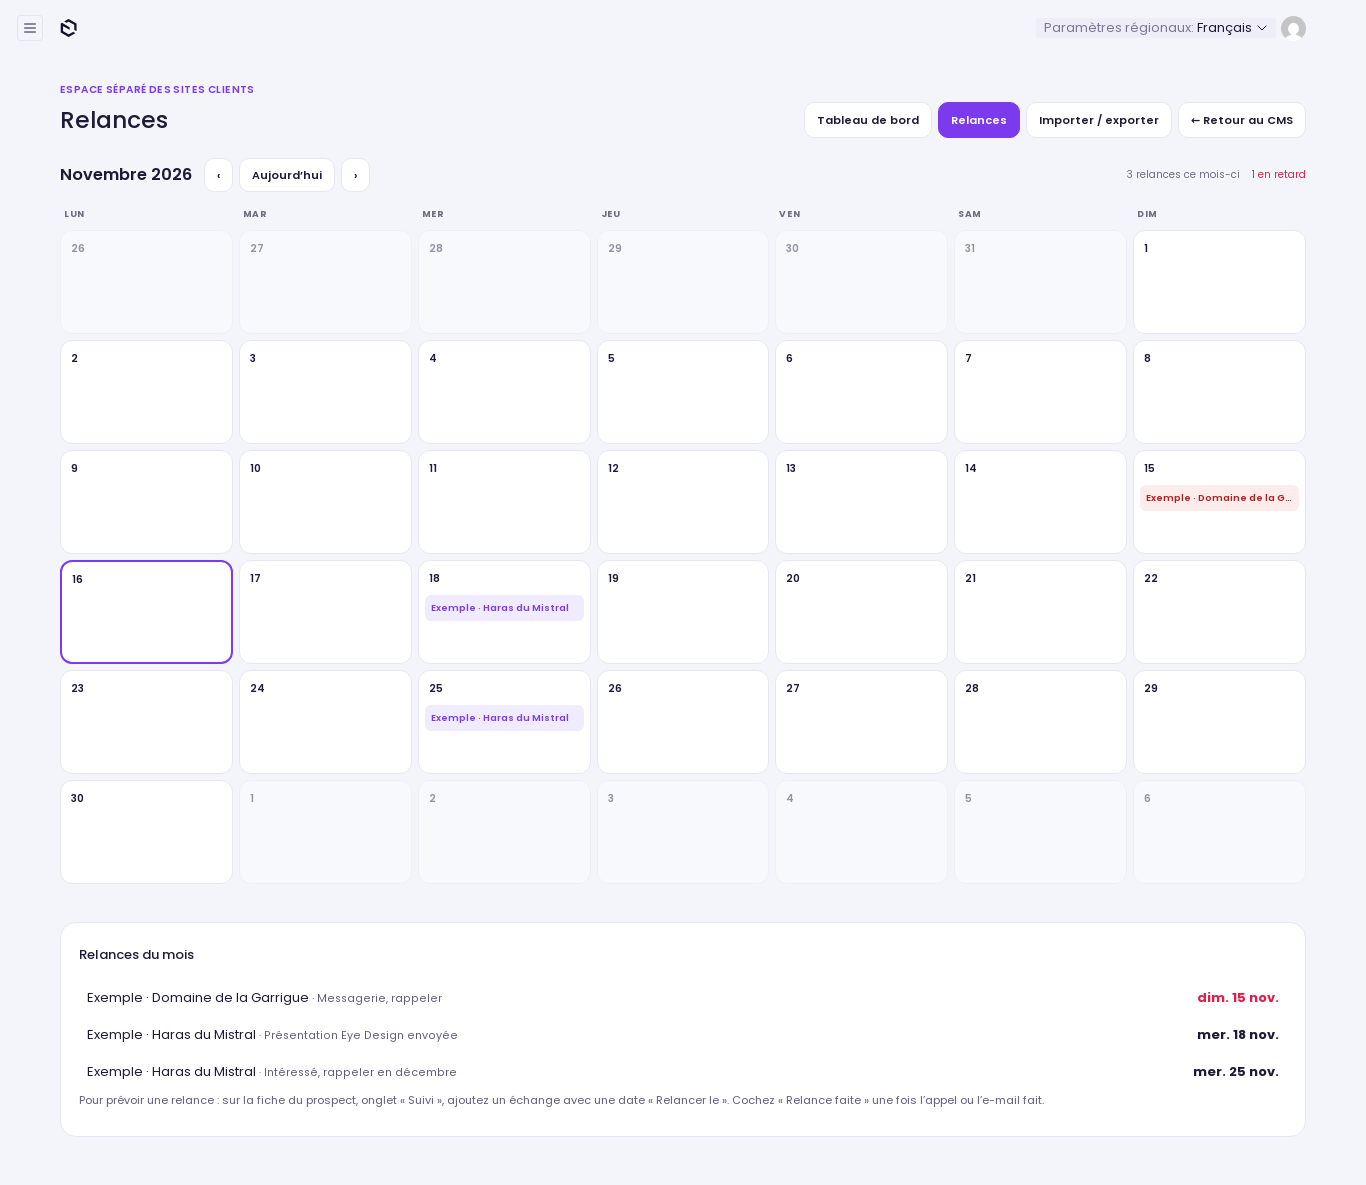 Paramètres régionaux: Français
ESPACE SÉPARÉ DES SITES CLIENTS
Relances
Tableau de bord
Relances
Importer / exporter
← Retour au CMS
Novembre 2026
‹
Aujourd’hui
›
3 relances ce mois-ci
1 en retard
LUN MAR MER JEU VEN SAM DIM
26 27 28 29 30 31 1
2 3 4 5 6 7 8
9 10 11 12 13 14 15
Exemple · Domaine de la G…
16 17 18 19 20 21 22
Exemple · Haras du Mistral
23 24 25 26 27 28 29
Exemple · Haras du Mistral
30 1 2 3 4 5 6
Relances du mois
Exemple · Domaine de la Garrigue · Messagerie, rappeler dim. 15 nov.
Exemple · Haras du Mistral · Présentation Eye Design envoyée mer. 18 nov.
Exemple · Haras du Mistral · Intéressé, rappeler en décembre mer. 25 nov.
Pour prévoir une relance : sur la fiche du prospect, onglet « Suivi », ajoutez un échange avec une date « Relancer le ». Cochez « Relance faite » une fois l’appel ou l’e-mail fait.